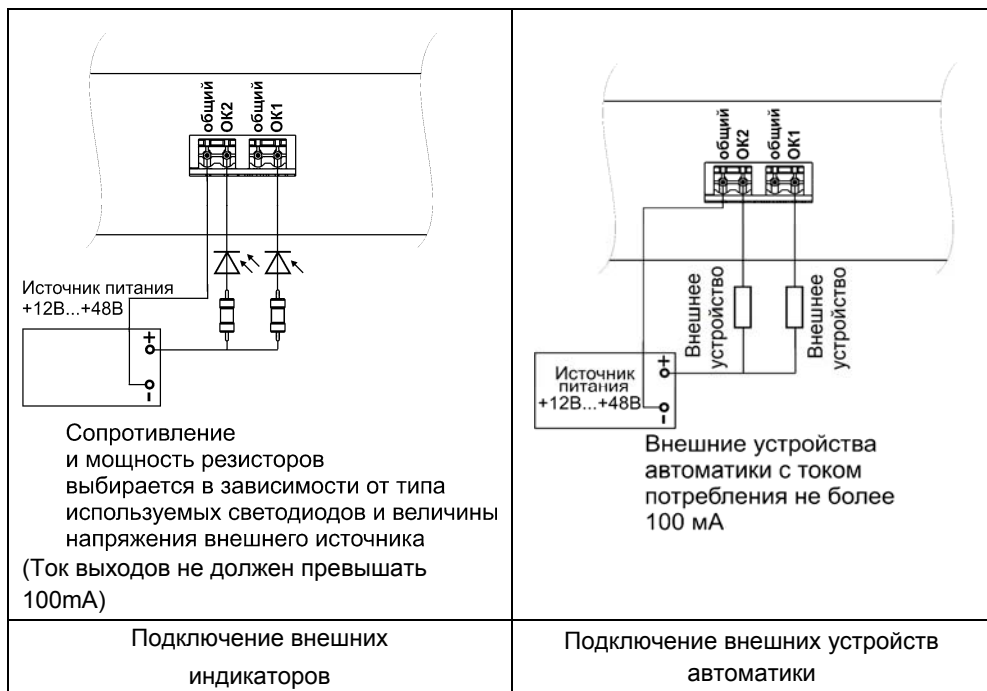 общий
ОК2
общий
ОК1
Источник питания
+12В...+48В
+
-
Сопротивление
и мощность резисторов
выбирается в зависимости от типа
используемых светодиодов и величины
напряжения внешнего источника
(Ток выходов не должен превышать
100mA)
Подключение внешних
индикаторов
общий
ОК2
общий
ОК1
Внешнее
устройство
Внешнее
устройство
Источник
питания
+12В...+48В
+
-
Внешние устройства
автоматики с током
потребления не более
100 мА
Подключение внешних устройств
автоматики